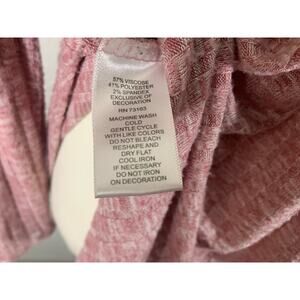 57% VISCOSE
41% POLYESTER
2% SPANDEX
EXCLUSIVE OF
DECORATION
RN 73163
MACHINE WASH
COLD
GENTLE CYCLE
WITH LIKE COLORS
DO NOT BLEACH
RESHAPE AND
DRY FLAT
COOL IRON
IF NECESSARY
DO NOT IRON
ON DECORATION